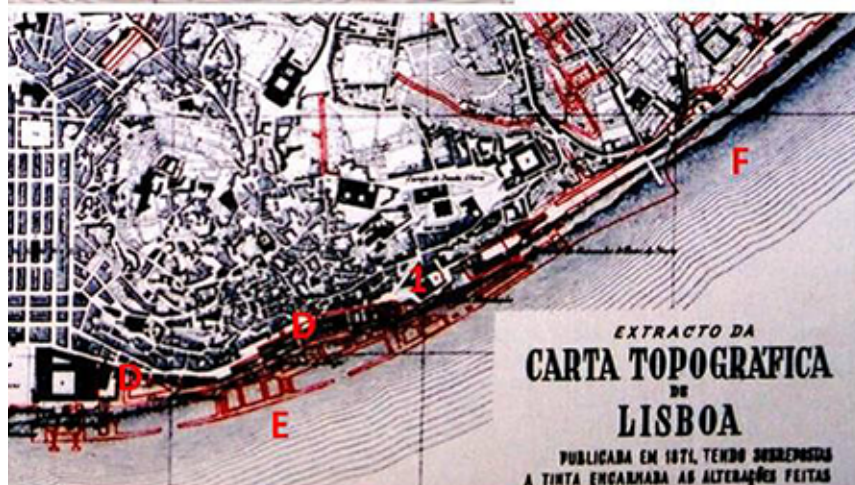 F
1
D
D
E
EXTRACTO DA
CARTA TOPOGRAFICA
DE
LISBOA
PUBLICADA EM 1871, TENDO SOBREPOSTAS
A TINTA ENCARNADA AS ALTERAÇÕES FEITAS